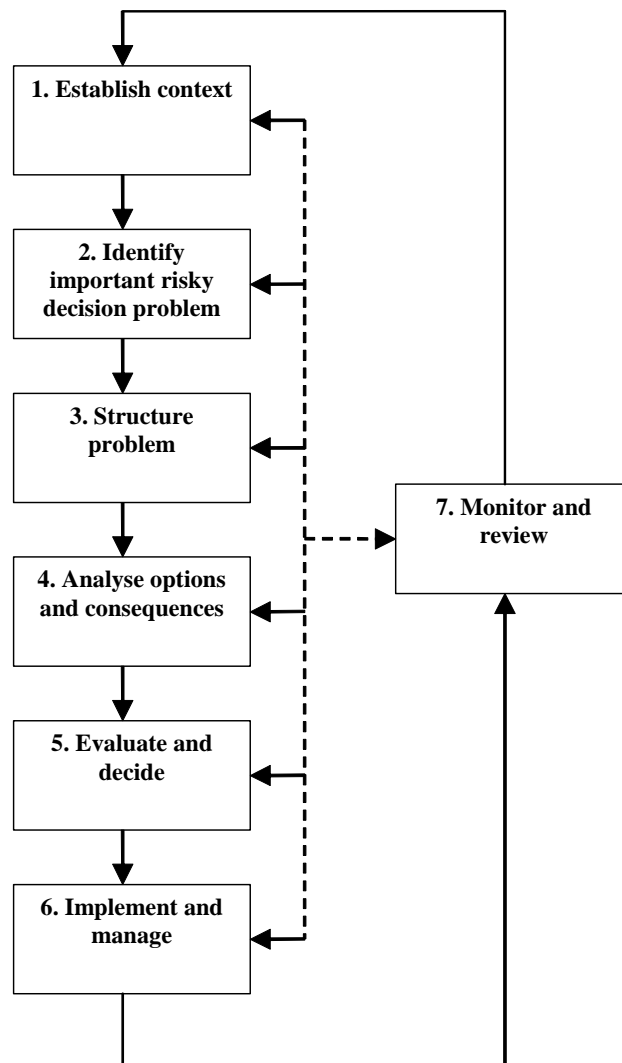 1. Establish context
2. Identify
important risky
decision problem
3. Structure
problem
7. Monitor and
review
4. Analyse options
and consequences
5. Evaluate and
decide
6. Implement and
manage